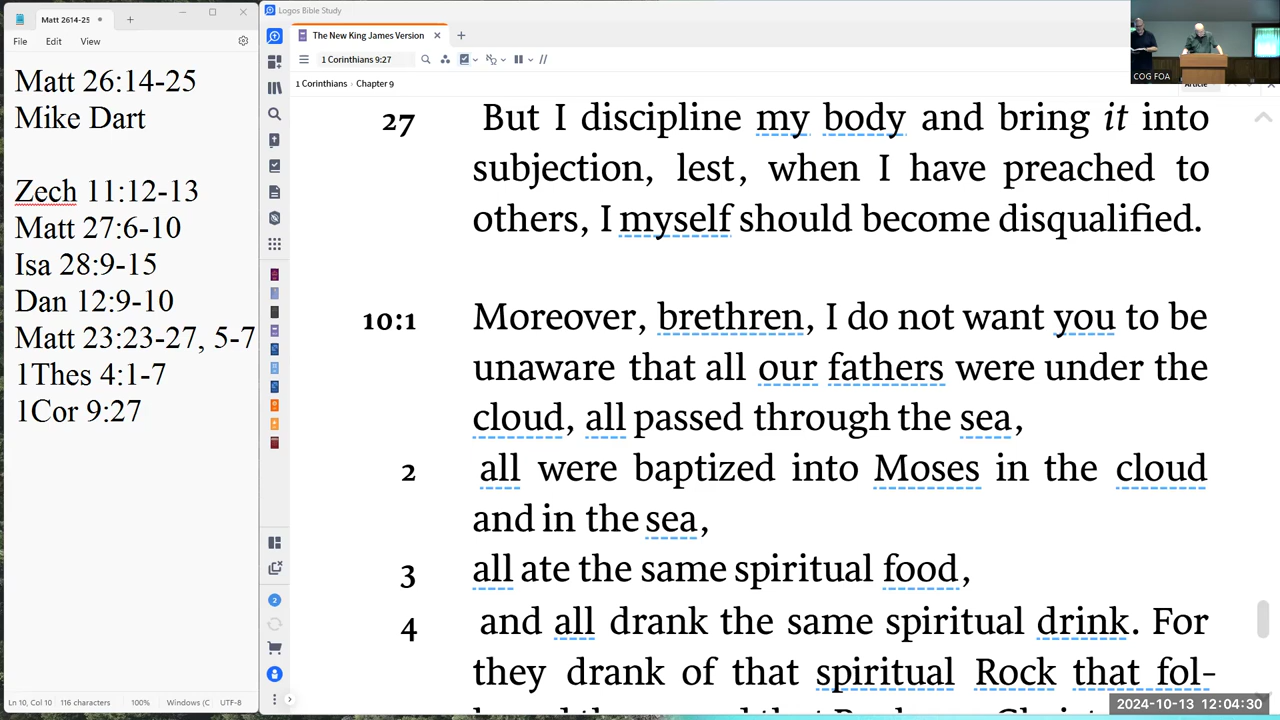 Matt 2614-25
File
Edit
View
Matt 26:14-25
Mike Dart
Zech 11:12-13
Matt 27:6-10
Isa 28:9-15
Dan 12:9-10
Matt 23:23-27, 5-7
1Thes 4:1-7
1Cor 9:27
Ln 10, Col 10
116 characters
100%
Windows (C
UTF-8
Logos Bible Study
The New King James Version
1 Corinthians 9:27
1 Corinthians › Chapter 9
27 But I discipline my body and bring it into
subjection, lest, when I have preached to
others, I myself should become disqualified.
10:1 Moreover, brethren, I do not want you to be
unaware that all our fathers were under the
cloud, all passed through the sea,
2 all were baptized into Moses in the cloud
and in the sea,
3 all ate the same spiritual food,
4 and all drank the same spiritual drink. For
they drank of that spiritual Rock that fol-
2
COG FOA
2024-10-13 12:04:30